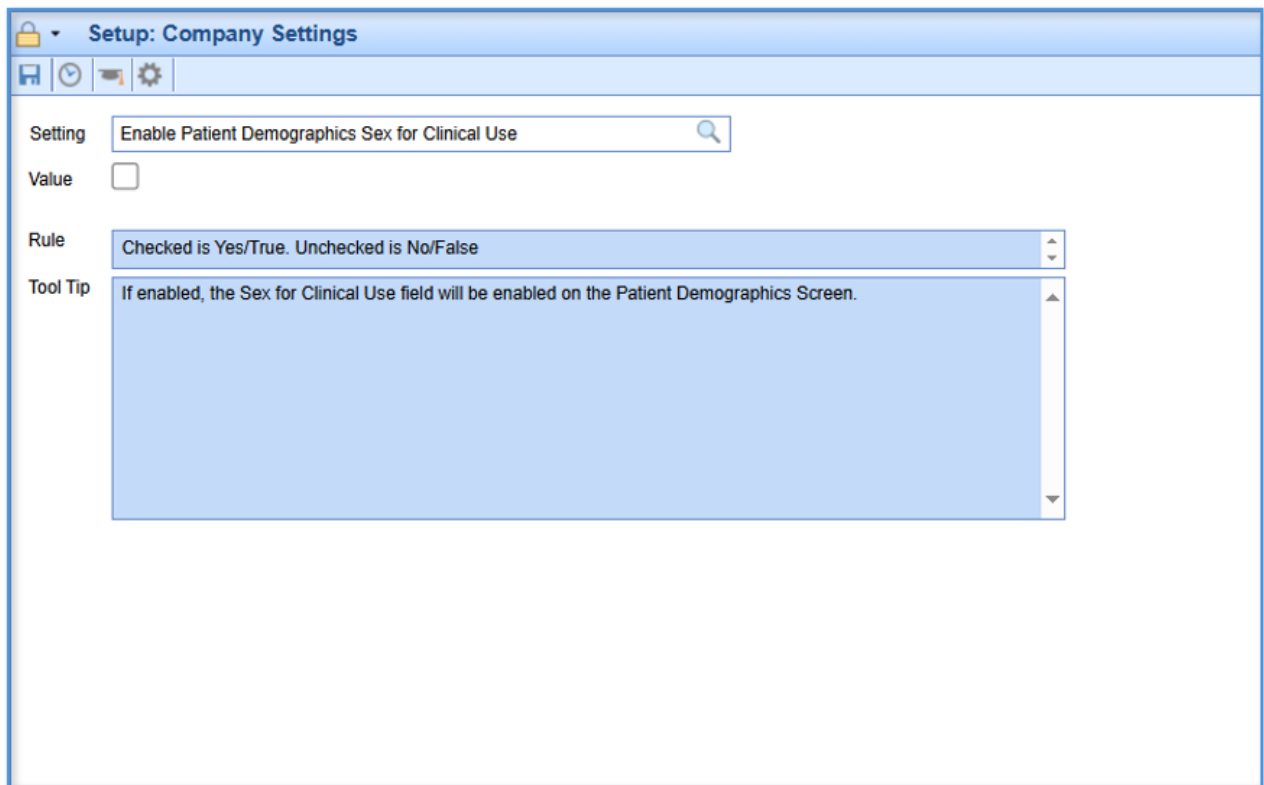 Setup: Company Settings
Setting Enable Patient Demographics Sex for Clinical Use
Value
Rule Checked is Yes/True. Unchecked is No/False
Tool Tip If enabled, the Sex for Clinical Use field will be enabled on the Patient Demographics Screen.